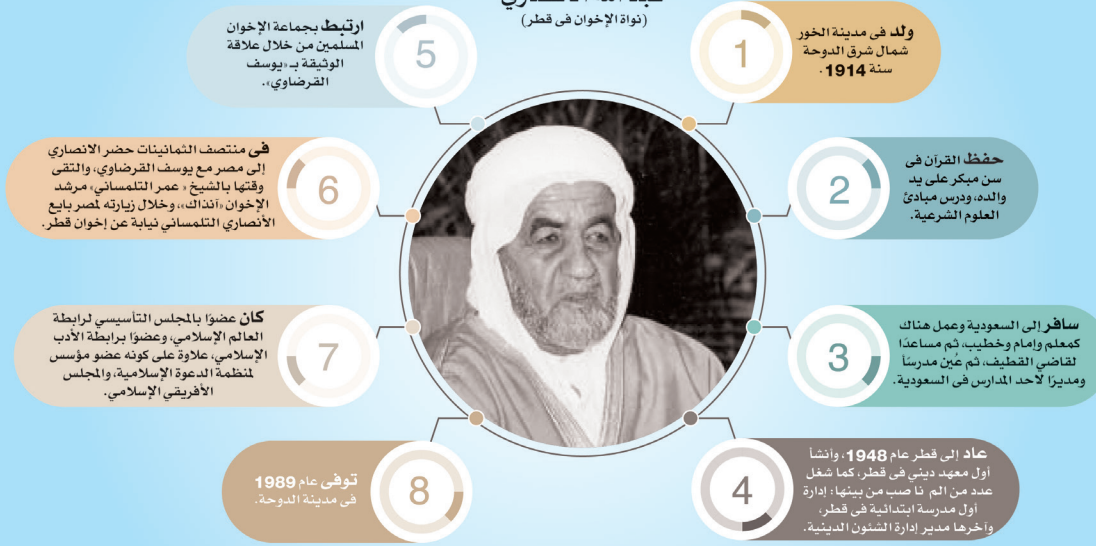 (نواة الإخوان فى قطر)
1
ولد فى مدينة الخور
شمال شرق الدوحة
سنة 1914.
2
حفظ القرآن فى
سن مبكر على يد
والده، ودرس مبادئ
العلوم الشرعية.
3
سافر إلى السعودية وعمل هناك
كمعلم وإمام وخطيب، ثم مساعدًا
لقاضي القطيف، ثم عُين مدرسًا
ومديرًا لاحد المدارس فى السعودية.
4
عاد إلى قطر عام 1948، وأنشأ
أول معهد ديني فى قطر، كما شغل
عدد من الم نا صب من بينها: إدارة
أول مدرسة ابتدائية فى قطر،
وآخرها مدير إدارة الشئون الدينية.
5
ارتبط بجماعة الإخوان
المسلمين من خلال علاقة
الوثيقة بـ «يوسف
القرضاوي».
6
فى منتصف الثمانينات حضر الانصاري
إلى مصر مع يوسف القرضاوي، والتقى
وقتها بالشيخ «عمر التلمساني» مرشد
الإخوان «آنذاك»، وخلال زيارته لمصر بايع
الأنصاري التلمساني نيابة عن إخوان قطر.
7
كان عضوًا بالمجلس التأسيسي لرابطة
العالم الإسلامي، وعضوًا برابطة الأدب
الإسلامي، علاوة على كونه عضو مؤسس
لمنظمة الدعوة الإسلامية، والمجلس
الأفريقي الإسلامي.
8
توفى عام 1989
فى مدينة الدوحة.